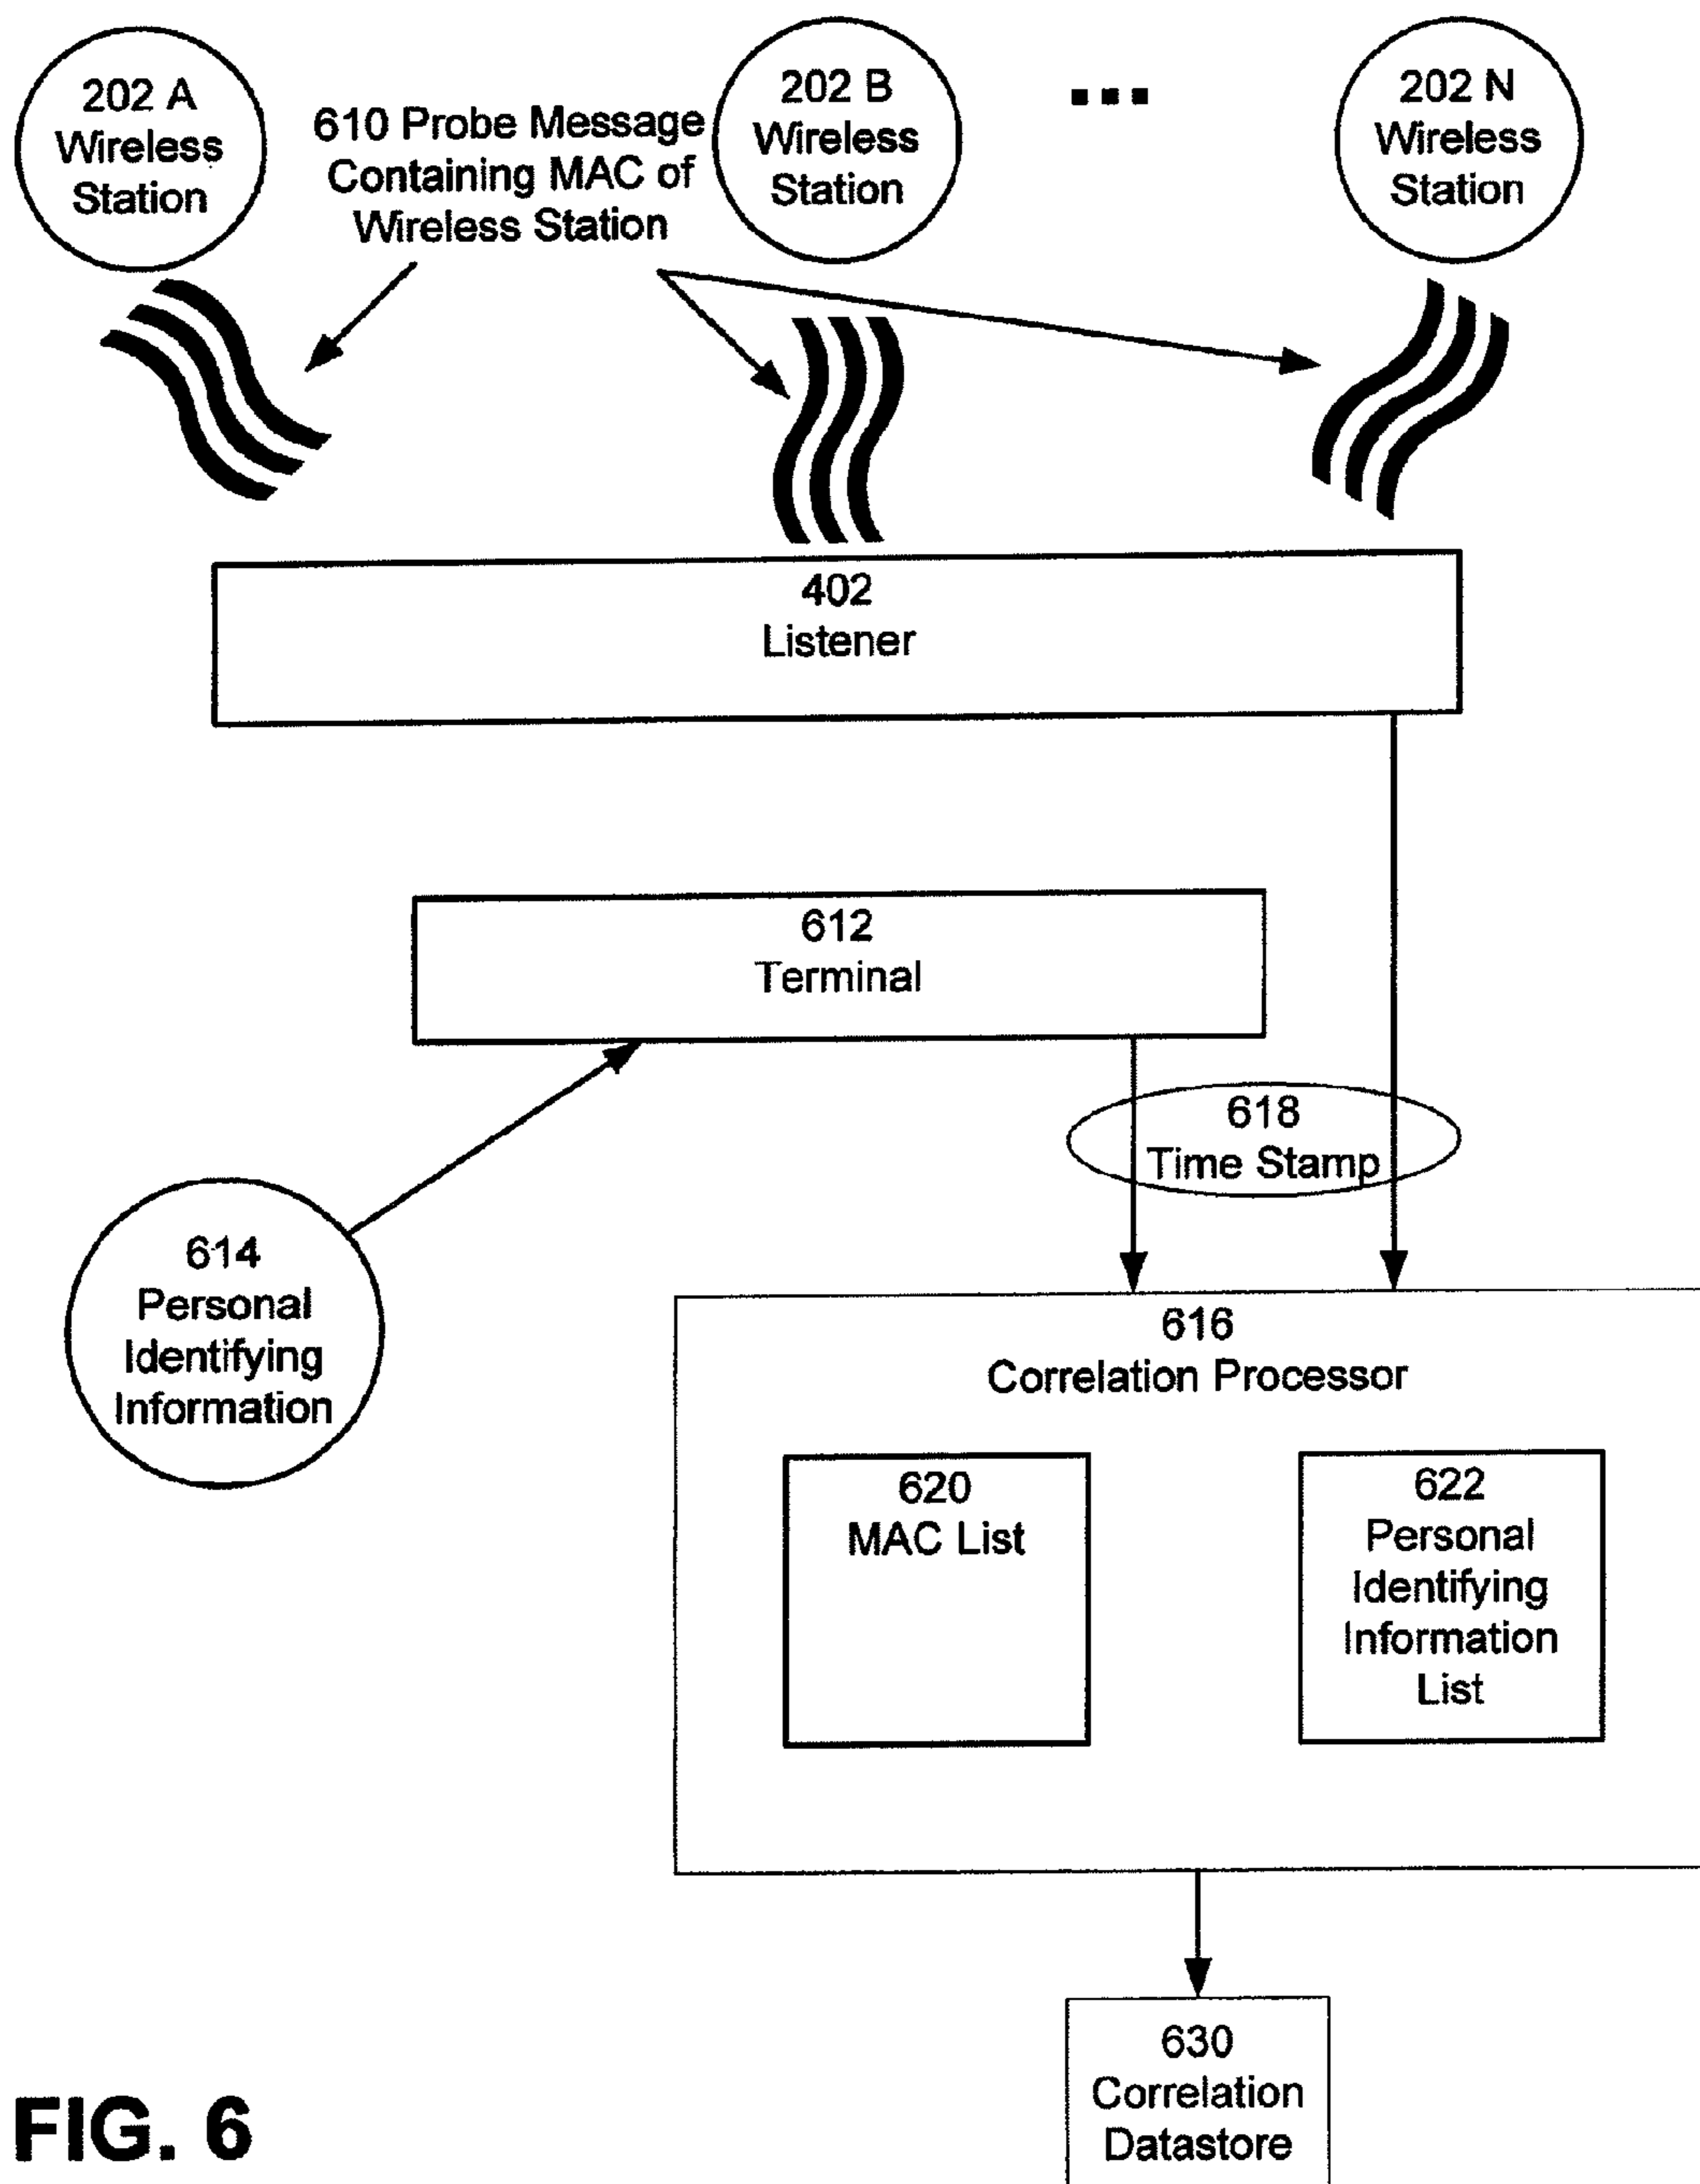 202 A
Wireless
Station
610 Probe Message
Containing MAC of
Wireless Station
202 B
Wireless
Station
...
202 N
Wireless
Station
402
Listener
612
Terminal
618
Time Stamp
614
Personal
Identifying
Information
616
Correlation Processor
620
MAC List
622
Personal
Identifying
Information
List
630
Correlation
Datastore
FIG. 6